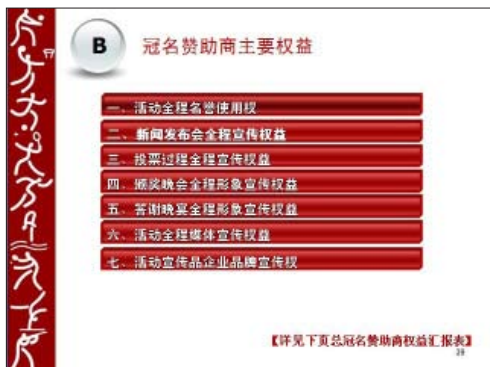 B
冠名赞助商主要权益
一、活动全程名誉使用权
二、新闻发布会全程宣传权益
三、投票过程全程宣传权益
四、颁奖晚会全程形象宣传权益
五、答谢晚宴全程形象宣传权益
六、活动全程媒体宣传权益
七、活动宣传品企业品牌宣传权
【详见下页总冠名赞助商权益汇报表】
28